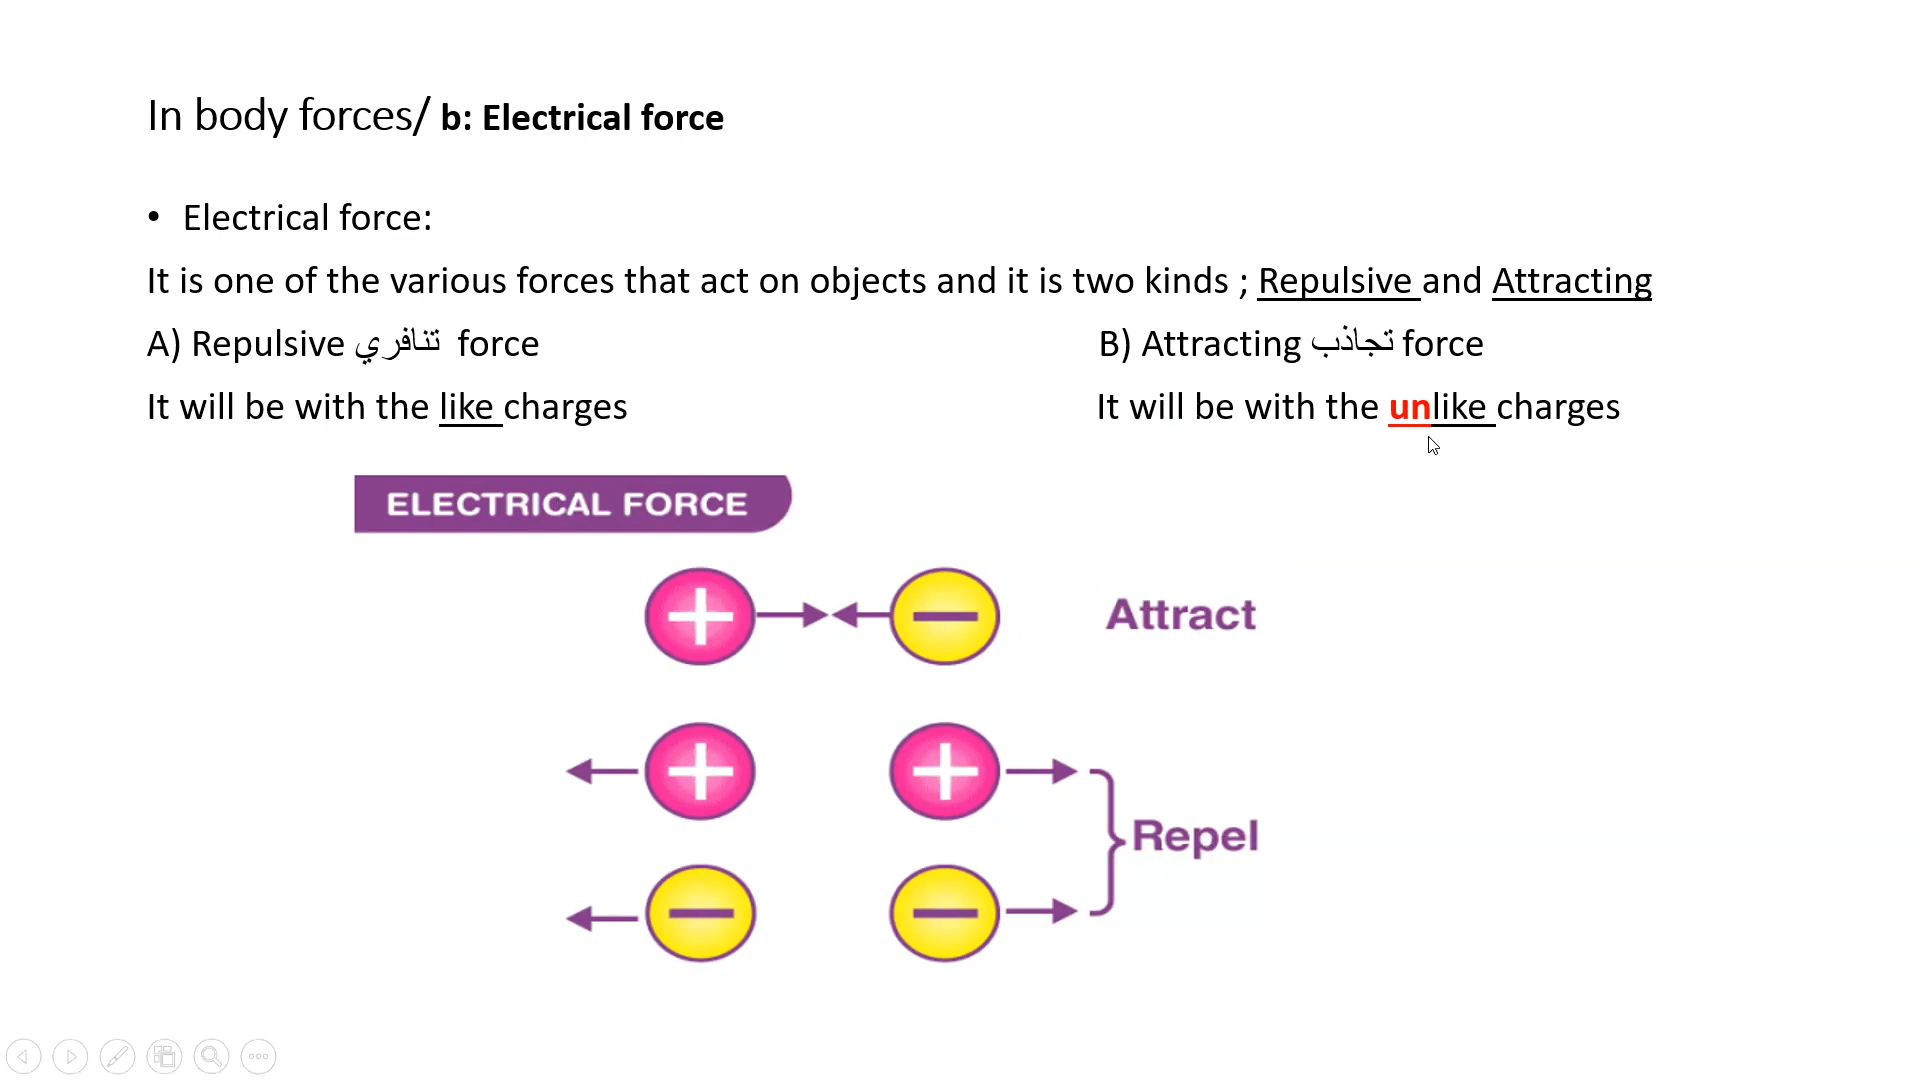 In body forces/ b: Electrical force
• Electrical force:
It is one of the various forces that act on objects and it is two kinds ; Repulsive and Attracting
A) Repulsive تنافري force
B) Attracting تجاذب force
It will be with the like charges
It will be with the unlike charges
ELECTRICAL FORCE
+ − Attract
+ +
Repel
− −